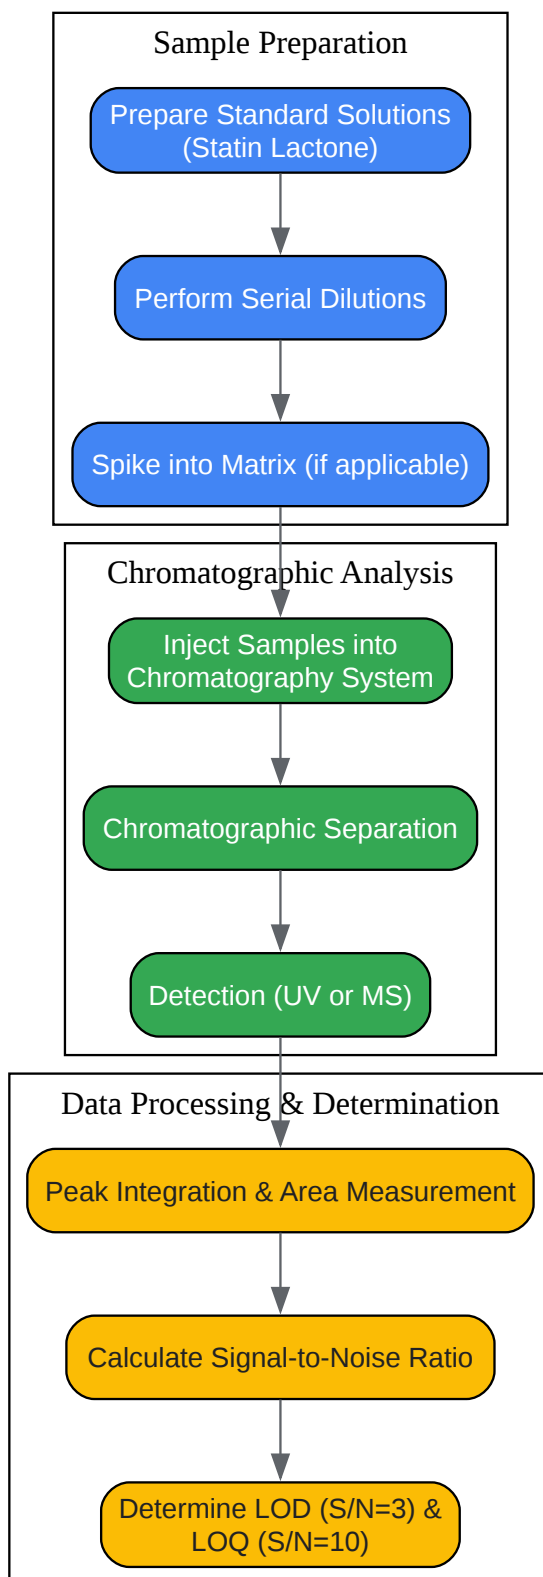 Sample Preparation
Prepare Standard Solutions
(Statin Lactone)
Perform Serial Dilutions
Spike into Matrix (if applicable)
Chromatographic Analysis
Inject Samples into
Chromatography System
Chromatographic Separation
Detection (UV or MS)
Data Processing & Determination
Peak Integration & Area Measurement
Calculate Signal-to-Noise Ratio
Determine LOD (S/N=3) &
LOQ (S/N=10)